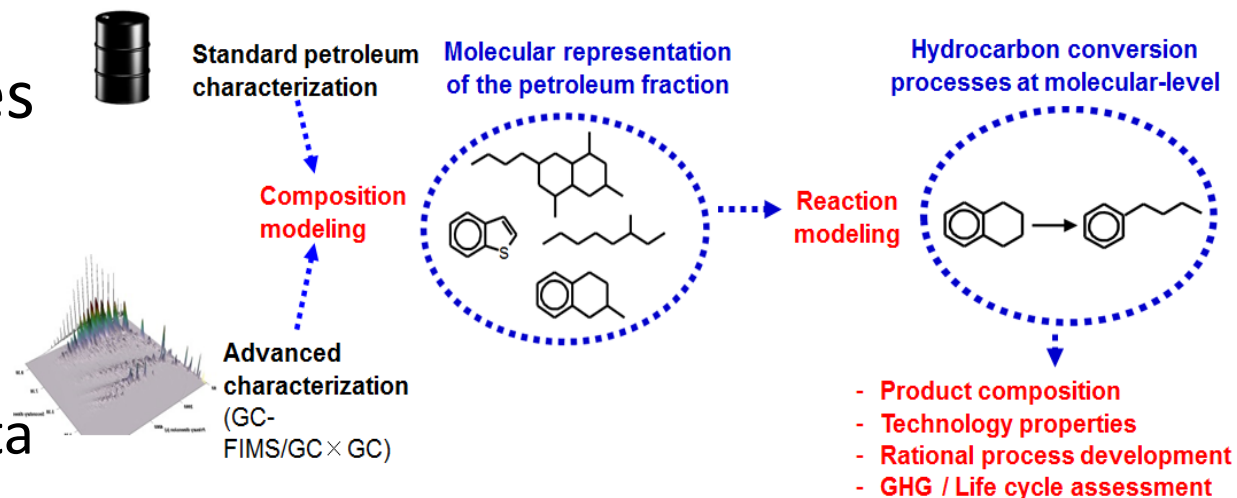 es
Standard petroleum
characterization
Molecular representation
of the petroleum fraction
Hydrocarbon conversion
processes at molecular-level
Composition
modeling
S
Reaction
modeling
Advanced
characterization
(GC-
FIMS/GC×GC)
ta
- Product composition
- Technology properties
- Rational process development
- GHG / Life cycle assessment